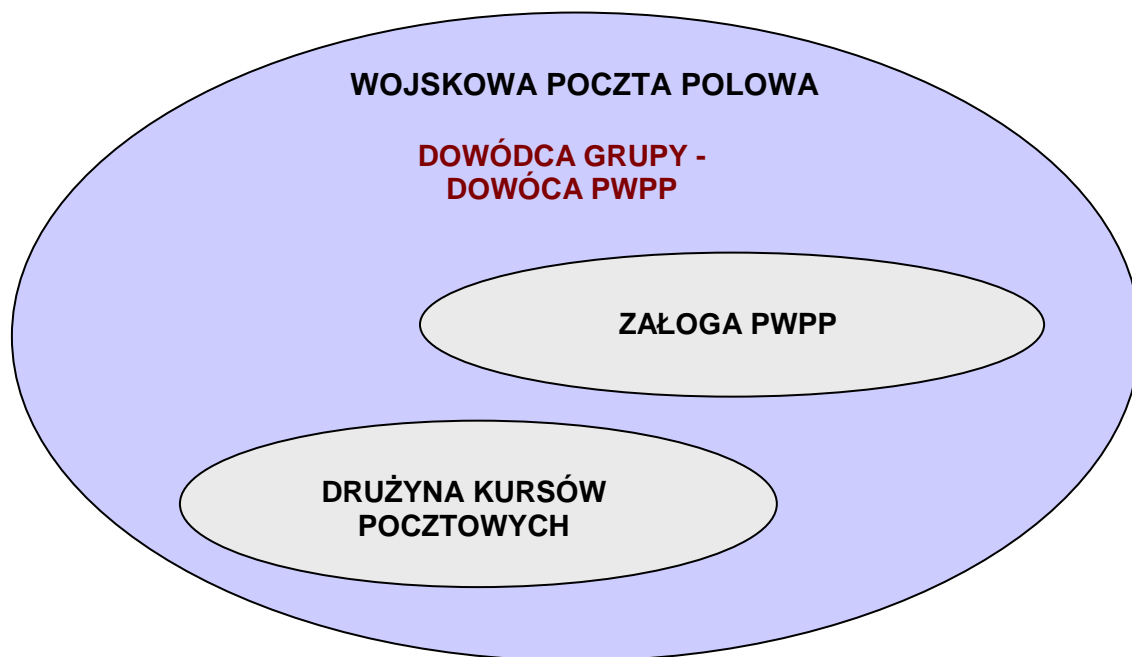 WOJSKOWA POCZTA POLOWA
DOWÓDCA GRUPY -
DOWÓCA PWPP
ZAŁOGA PWPP
DRUŻYNA KURSÓW
POCZTOWYCH